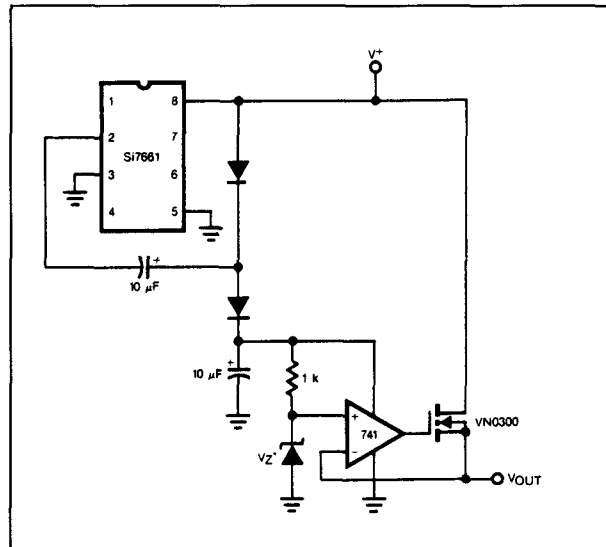 V+
1 8
2 7
Si7661
3 6
4 5
10 μF
+
+
10 μF
1 k
+
741
−
VN0300
VZ*
VOUT